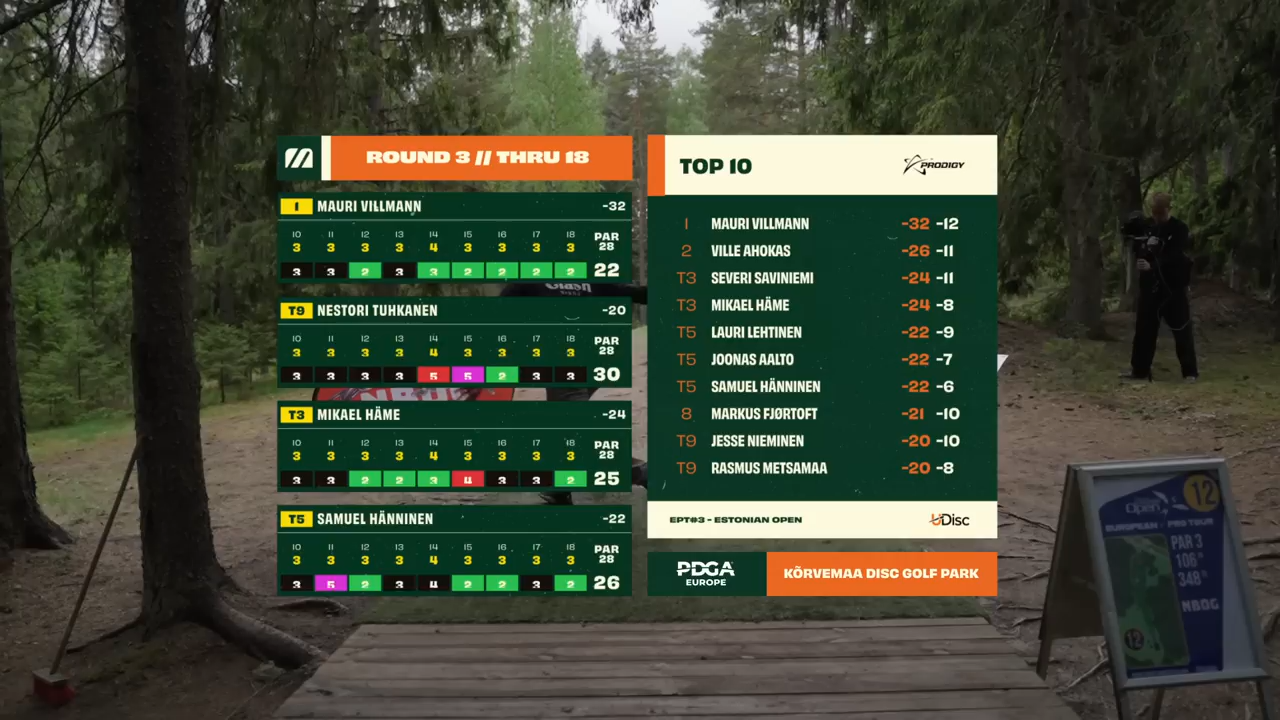 ROUND 3 // THRU 18
1 MAURI VILLMANN -32
10 11 12 13 14 15 16 17 18 PAR
3 3 3 3 4 3 3 3 3 28
3 3 2 3 3 2 2 2 2 22
T9 NESTORI TUHKANEN -20
10 11 12 13 14 15 16 17 18 PAR
3 3 3 3 4 3 3 3 3 28
3 3 3 3 5 5 2 3 3 30
T3 MIKAEL HÄME -24
10 11 12 13 14 15 16 17 18 PAR
3 3 3 3 4 3 3 3 3 28
3 3 2 2 3 4 3 3 2 25
T5 SAMUEL HÄNNINEN -22
10 11 12 13 14 15 16 17 18 PAR
3 3 3 3 4 3 3 3 3 28
3 5 2 3 4 2 2 3 2 26
TOP 10 PRODIGY
1 MAURI VILLMANN -32 -12
2 VILLE AHOKAS -26 -11
T3 SEVERI SAVINIEMI -24 -11
T3 MIKAEL HÄME -24 -8
T5 LAURI LEHTINEN -22 -9
T5 JOONAS AALTO -22 -7
T5 SAMUEL HÄNNINEN -22 -6
8 MARKUS FJØRTOFT -21 -10
T9 JESSE NIEMINEN -20 -10
T9 RASMUS METSAMAA -20 -8
EPT#3 - ESTONIAN OPEN UDisc
PDGA
EUROPE
KÕRVEMAA DISC GOLF PARK
Clash
Open 12
EUROPEAN PRO TOUR
PAR 3
106
348
NBDG
12